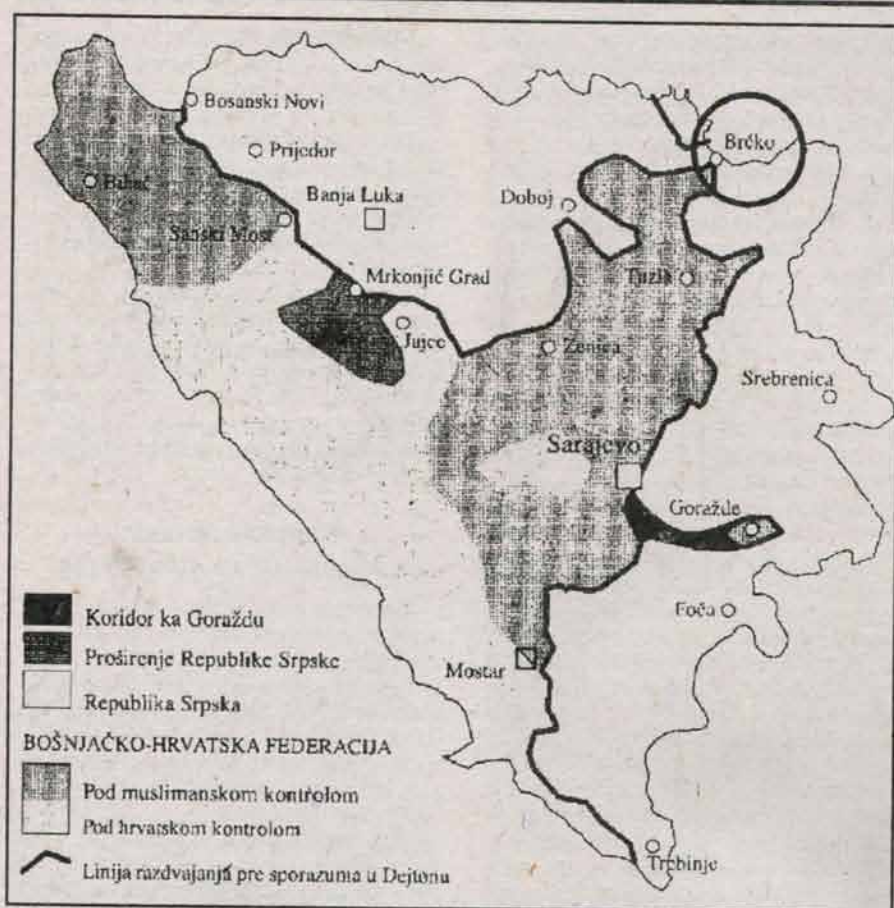 Bosanski Novi
Prijedor
Brčko
Bihać
Banja Luka
Doboj
Sanski Most
Tuzla
Mrkonjić Grad
Jajce
Zenica
Srebrenica
Sarajevo
Goražde
Foča
Mostar
Trebinje
Koridor ka Goraždu
Proširenje Republike Srpske
Republika Srpska
BOŠNJAČKO-HRVATSKA FEDERACIJA
Pod muslimanskom kontrolom
Pod hrvatskom kontrolom
Linija razdvajanja pre sporazuma u Dejtonu